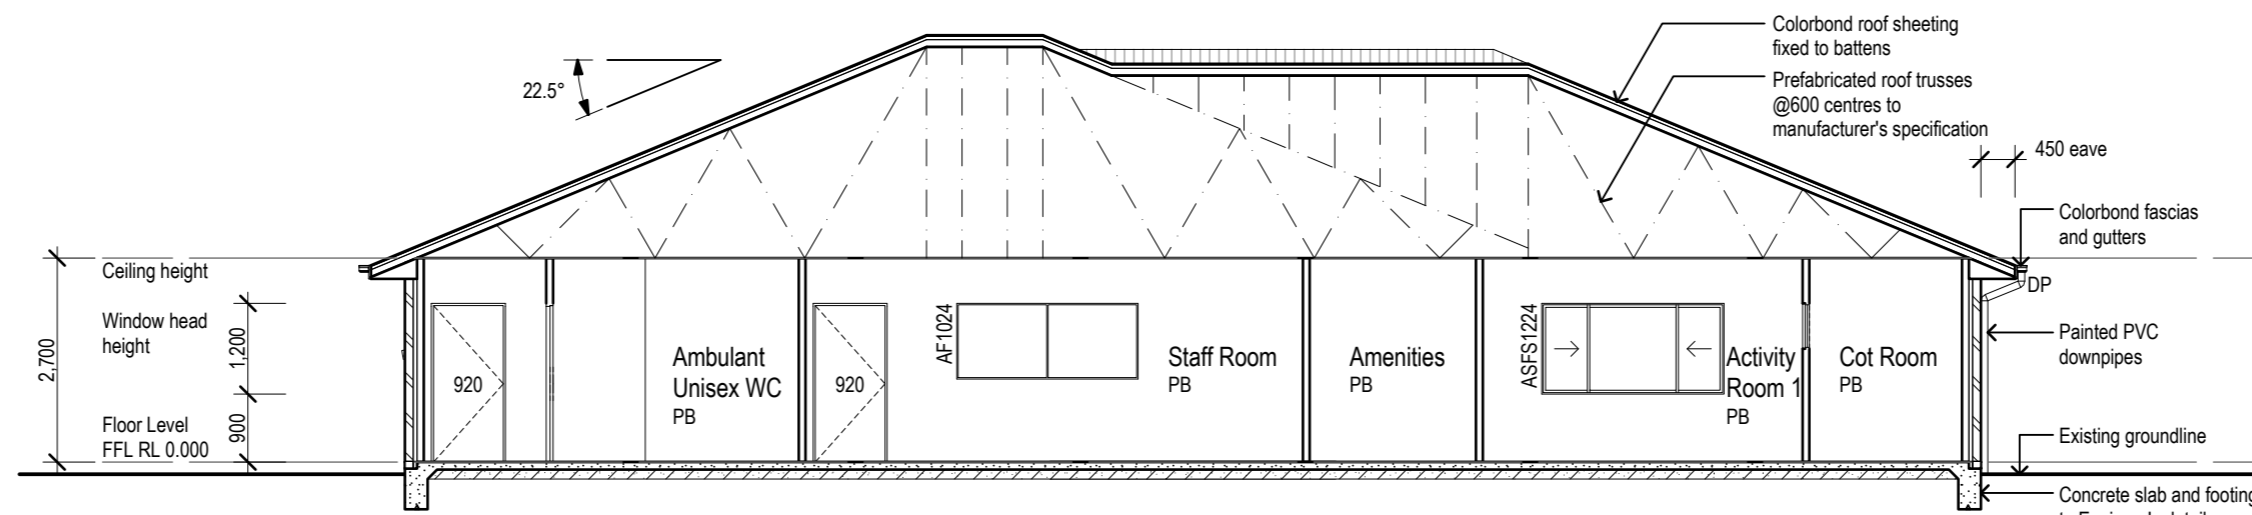 Colorbond roof sheeting
fixed to battens
22.5°
Prefabricated roof trusses
@600 centres to
manufacturer's specification
450 eave
Colorbond fascias
and gutters
DP
Painted PVC
downpipes
Existing groundline
Concrete slab and footing
Ceiling height
Window head
height
Floor Level
FFL RL 0.000
2,700
1,200
900
920
Ambulant
Unisex WC
PB
920
AF1024
Staff Room
PB
Amenities
PB
ASFS1224
Activity
Room 1
PB
Cot Room
PB